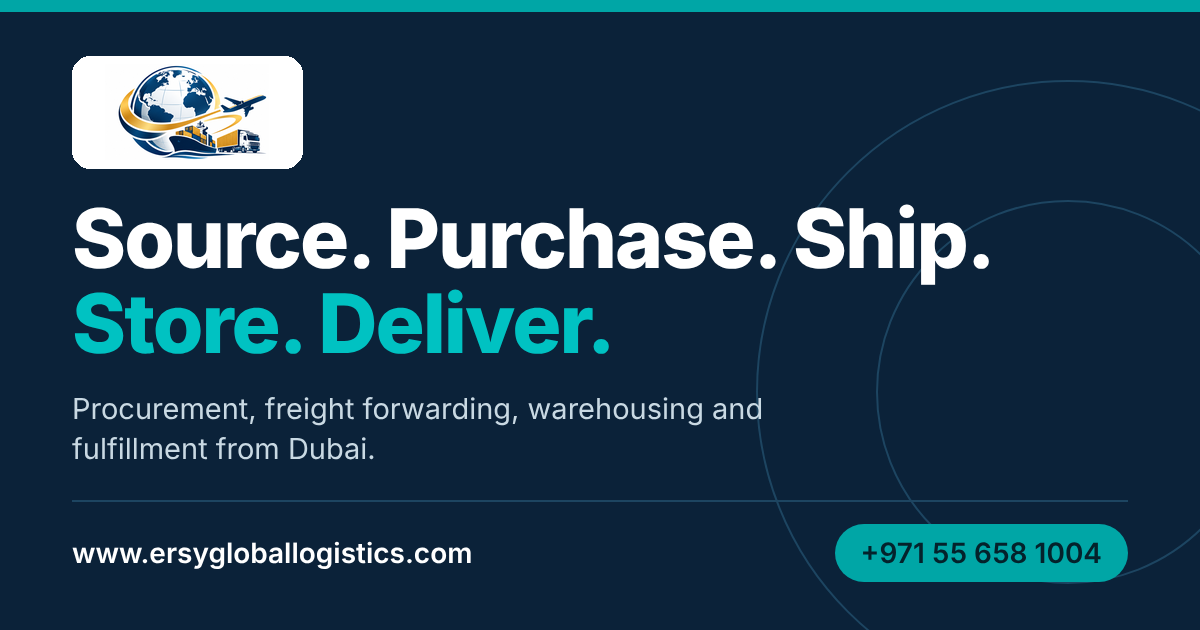 Source. Purchase. Ship.
Store. Deliver.
Procurement, freight forwarding, warehousing and
fulfillment from Dubai.
www.ersygloballogistics.com
+971 55 658 1004